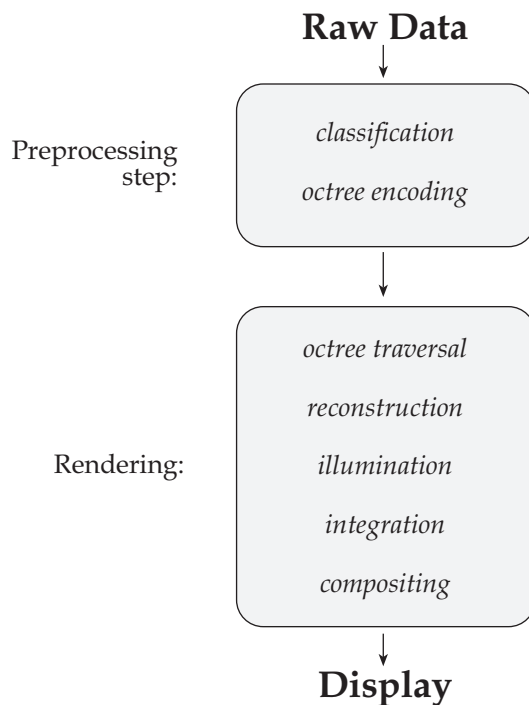 Raw Data
Preprocessing
step:
classification
octree encoding
Rendering:
octree traversal
reconstruction
illumination
integration
compositing
Display